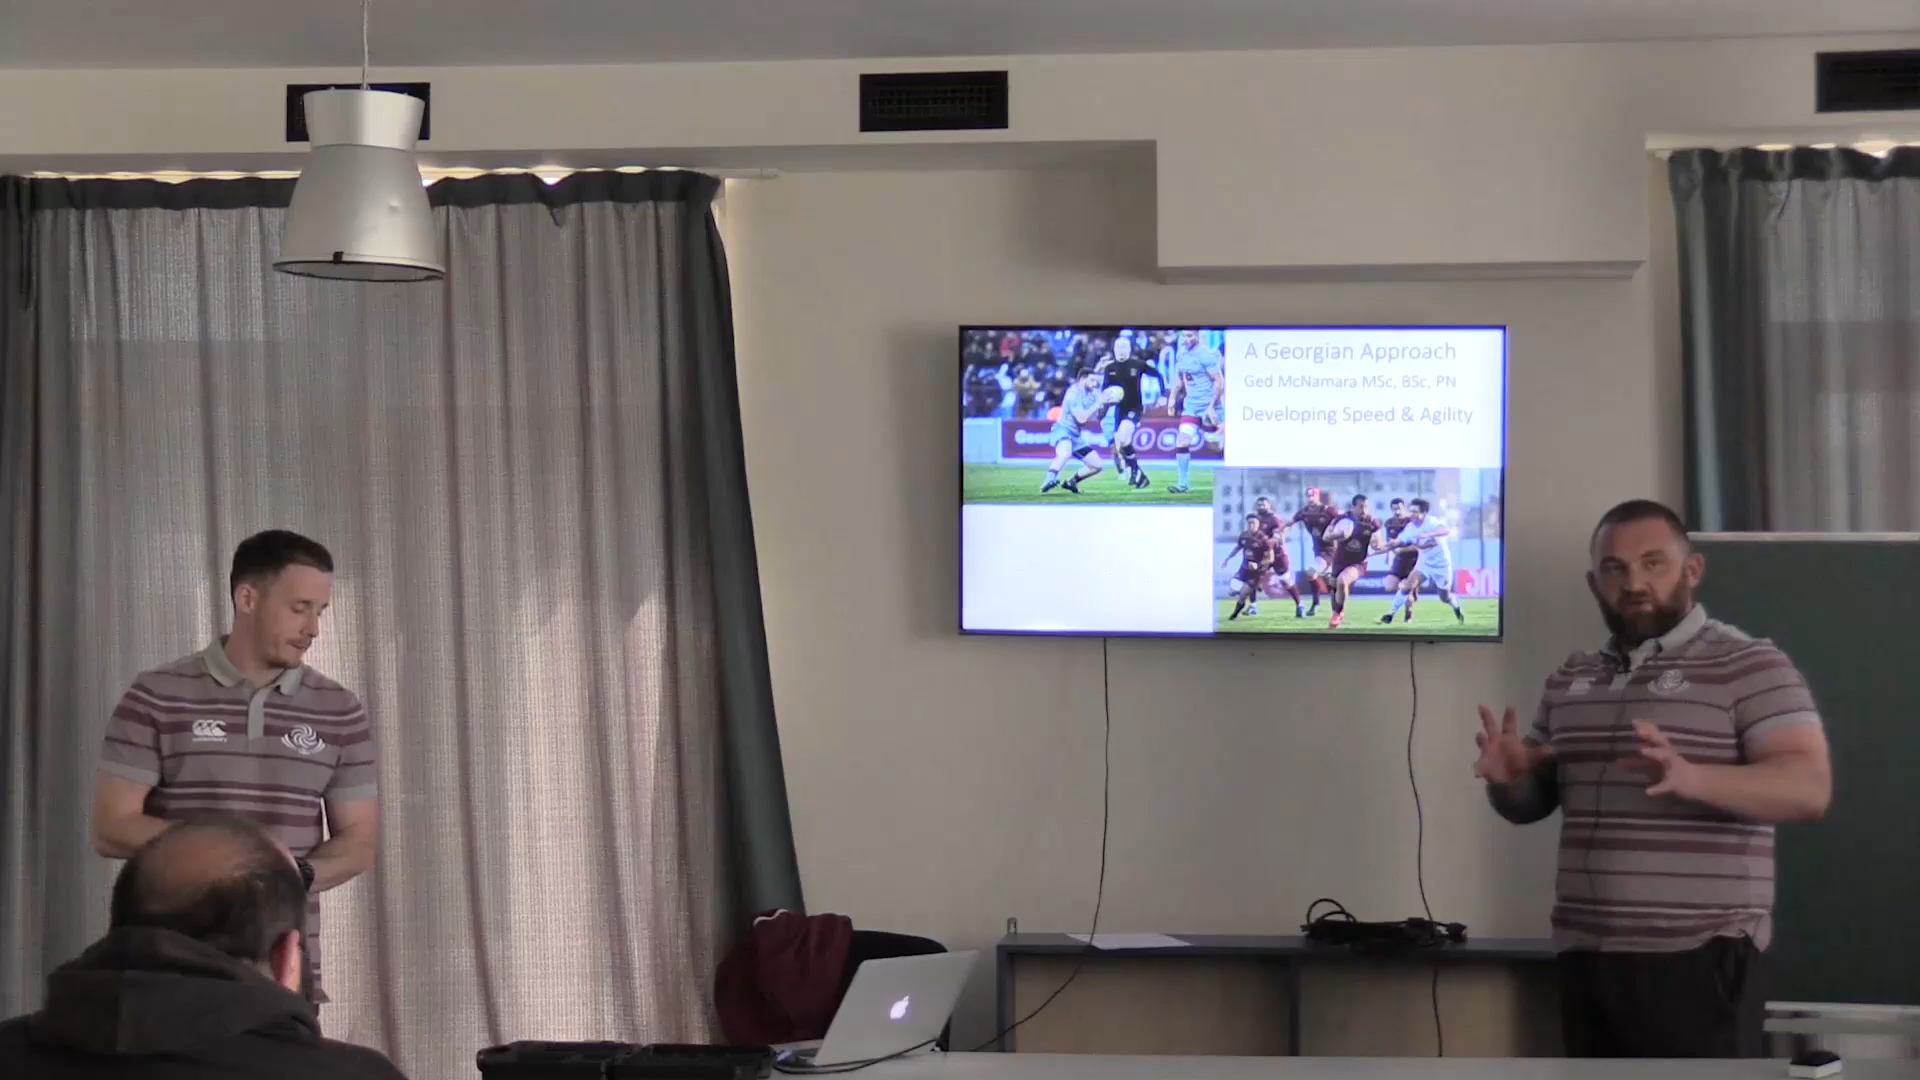 A Georgian Approach
Ged McNamara MSc, BSc, PN
Developing Speed & Agility